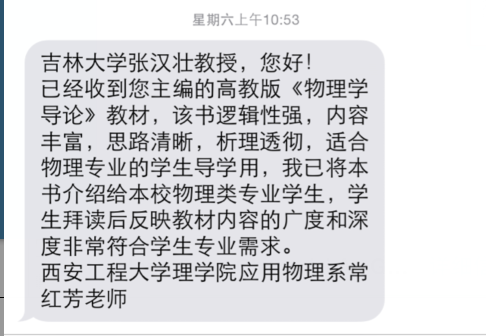 星期六上午10:53
吉林大学张汉壮教授，您好！
已经收到您主编的高教版《物理学
导论》教材，该书逻辑性强，内容
丰富，思路清晰，析理透彻，适合
物理专业的学生导学用，我已将本
书介绍给本校物理类专业学生，学
生拜读后反映教材内容的广度和深
度非常符合学生专业需求。
西安工程大学理学院应用物理系常
红芳老师